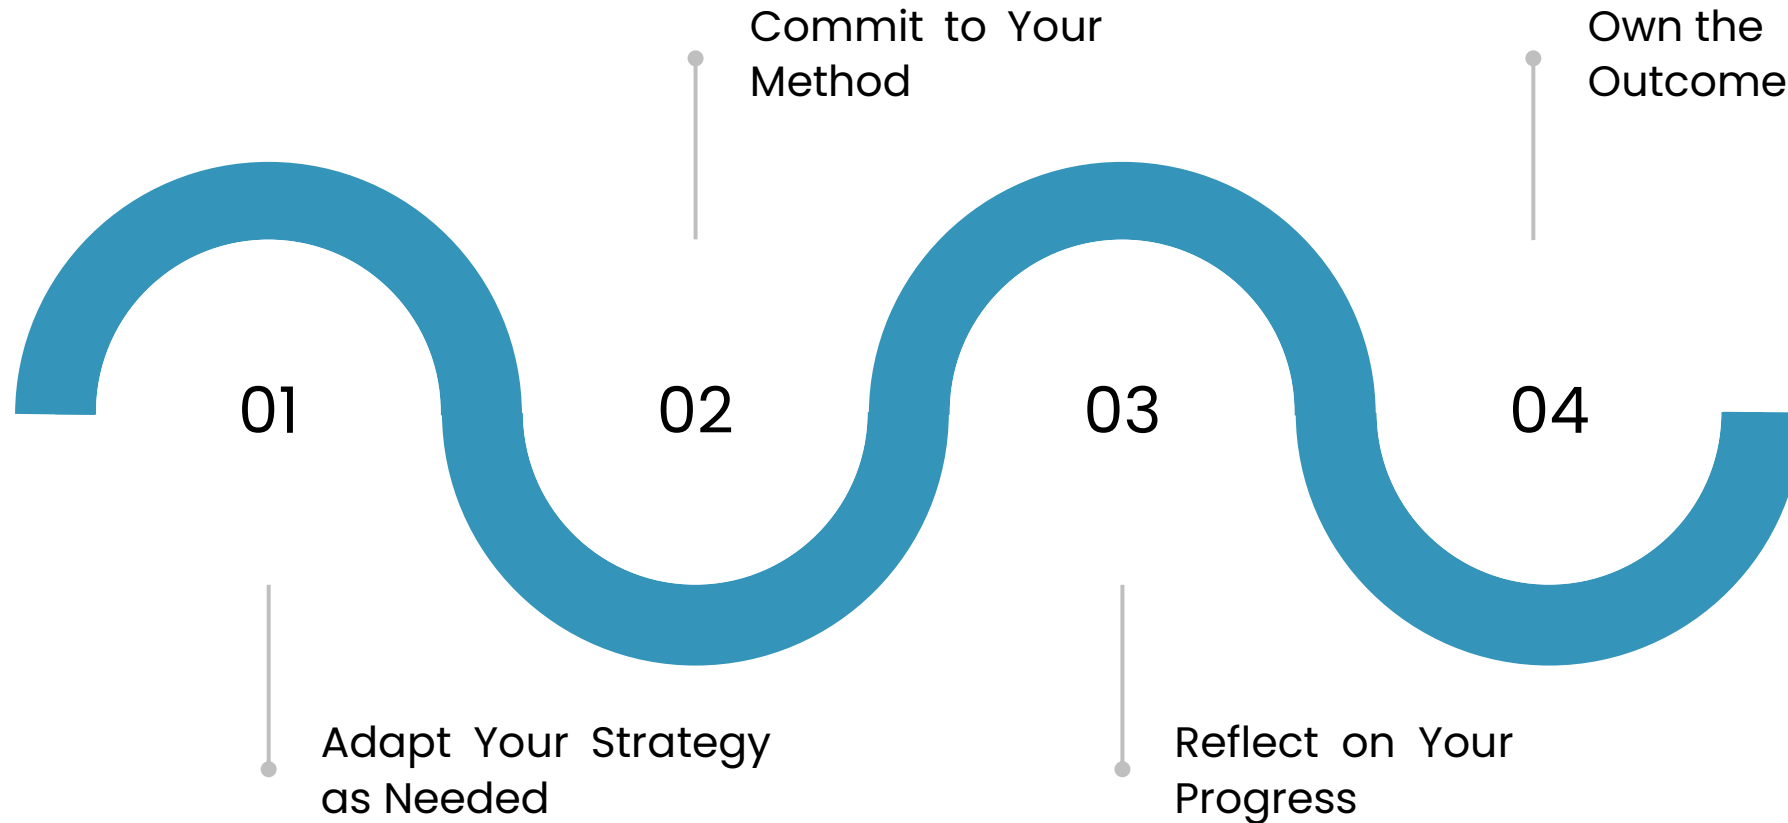 Commit to Your
Method
Own the
Outcome
01
02
03
04
Adapt Your Strategy
as Needed
Reflect on Your
Progress